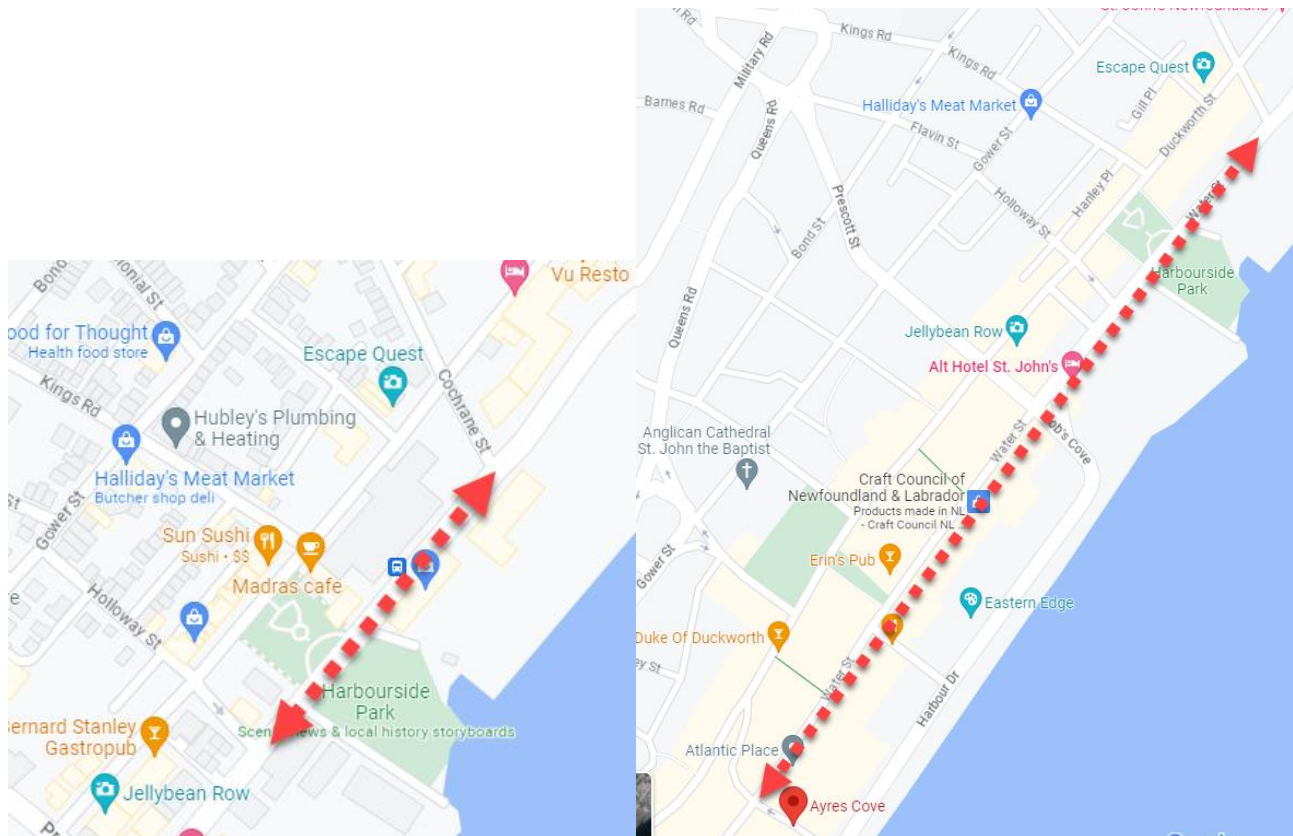 Vu Resto
Food for Thought
Health food store
Escape Quest
Cochrane St
Kings Rd
Hubley's Plumbing
& Heating
Halliday's Meat Market
Butcher shop deli
Gower St
Sun Sushi
Sushi • $$
Madras cafe
Holloway St
Harbourside
Park
Scenic views & local history storyboards
Bernard Stanley
Gastropub
Jellybean Row
Military Rd
Kings Rd
Kings Rd
Escape Quest
Barnes Rd
Queens Rd
Halliday's Meat Market
Gill Pl
Flavin St
Gower St
Duckworth St
Prescott St
Hanley Pl
Holloway St
Water St
Bond St
Harbourside
Park
Queens Rd
Jellybean Row
Alt Hotel St. John's
Anglican Cathedral
St. John the Baptist
Water St
Job's Cove
Craft Council of
Newfoundland & Labrador
Products made in NL
- Craft Council NL ...
Erin's Pub
Gower St
Eastern Edge
Duke Of Duckworth
Water St
Harbour Dr
Atlantic Place
Ayres Cove